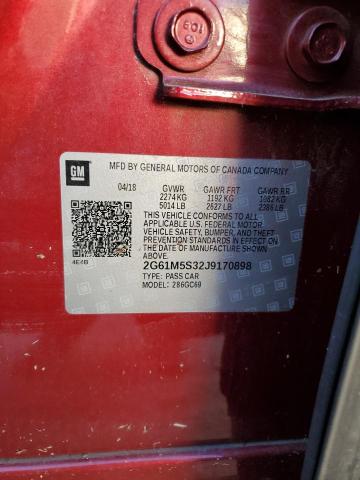 GM
MFD BY GENERAL MOTORS OF CANADA COMPANY
04/18 GVWR GAWR FRT GAWR RR
2274 KG 1192 KG 1082 KG
5014 LB 2627 LB 2386 LB
THIS VEHICLE CONFORMS TO ALL
APPLICABLE U.S. FEDERAL MOTOR
VEHICLE SAFETY, BUMPER, AND THEFT
PREVENTION STANDARDS IN EFFECT ON
THE DATE OF MANUFACTURE SHOWN
ABOVE.
4E4B 2G61M5S32J9170898
TYPE: PASS CAR
MODEL: 286GC69